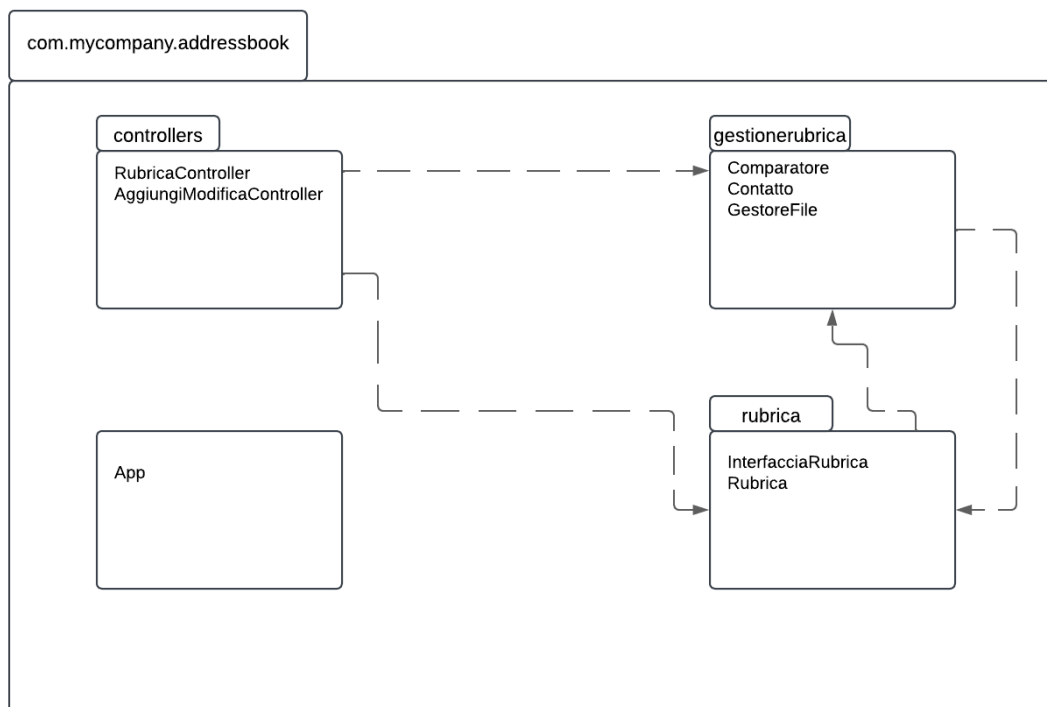 com.mycompany.addressbook
controllers
RubricaController
AggiungiModificaController
gestionerubrica
Comparatore
Contatto
GestoreFile
App
rubrica
InterfacciaRubrica
Rubrica